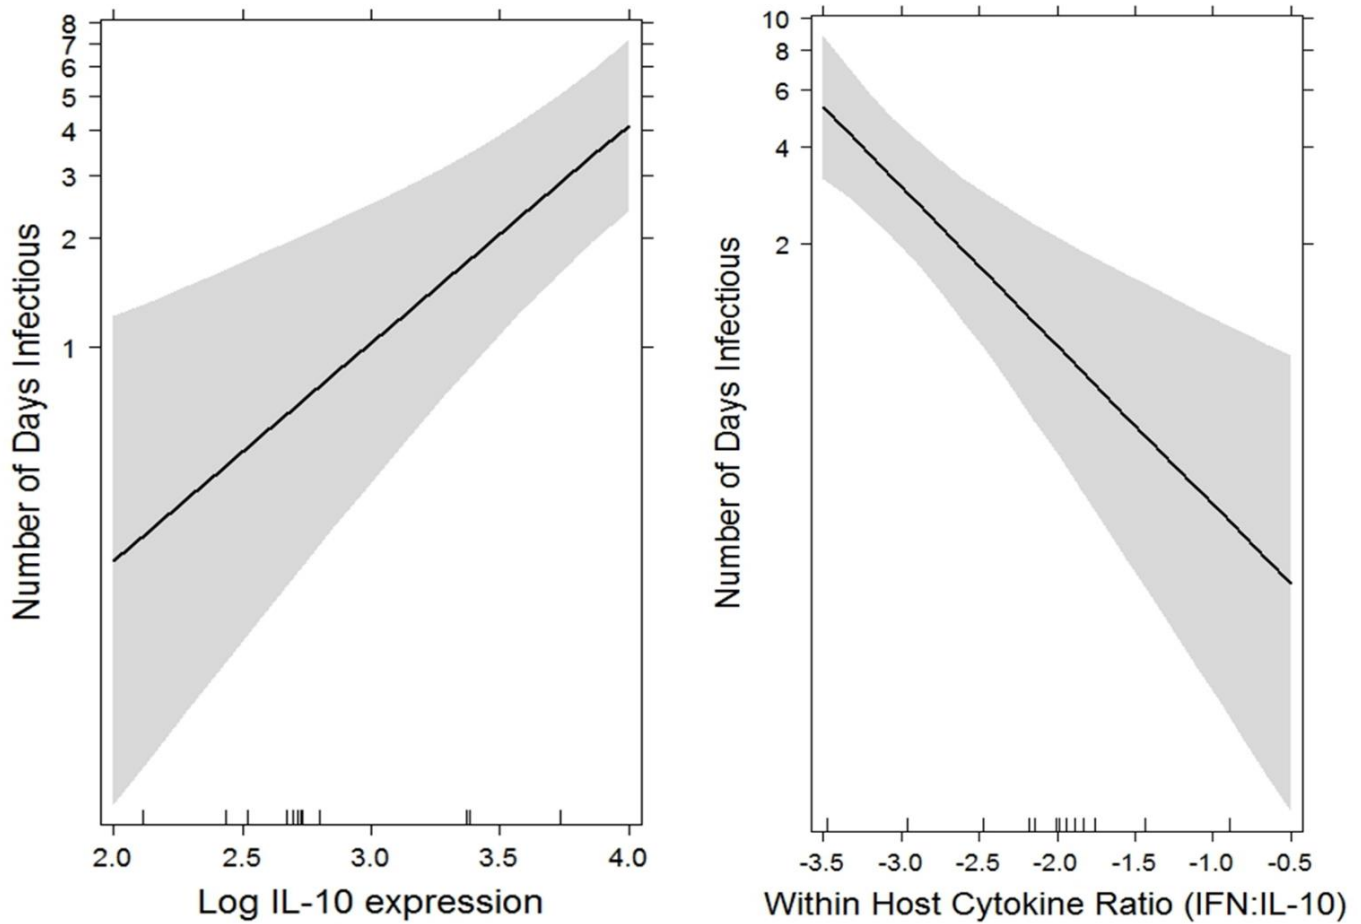 Number of Days Infectious
8
7
6
5
4
3
2
1
2.0 2.5 3.0 3.5 4.0
Log IL-10 expression
Number of Days Infectious
10
8
6
4
2
-3.5 -3.0 -2.5 -2.0 -1.5 -1.0 -0.5
Within Host Cytokine Ratio (IFN:IL-10)